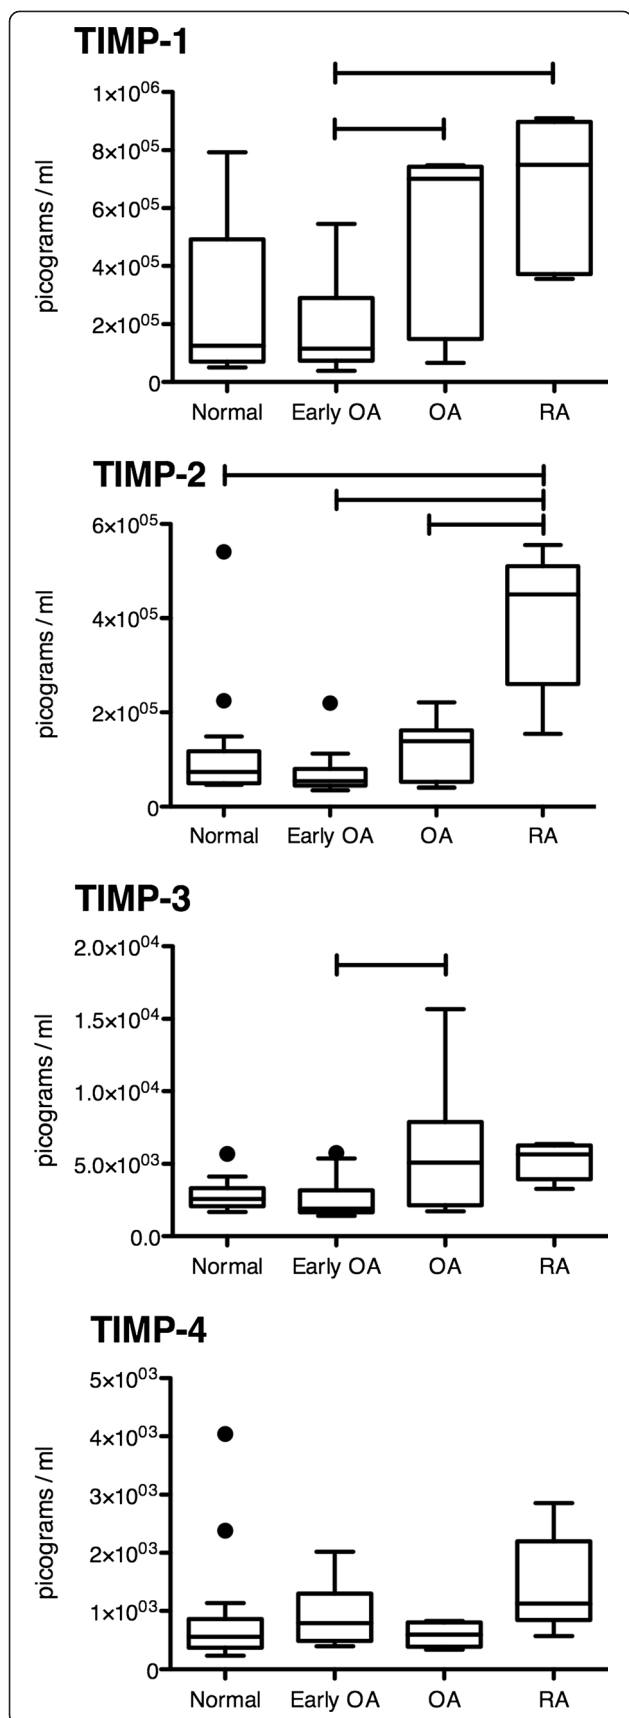 TIMP-1
1×10⁰⁶
8×10⁰⁵
6×10⁰⁵
4×10⁰⁵
2×10⁰⁵
0
picograms / ml
Normal Early OA OA RA
TIMP-2
6×10⁰⁵
4×10⁰⁵
2×10⁰⁵
0
picograms / ml
Normal Early OA OA RA
TIMP-3
2.0×10⁰⁴
1.5×10⁰⁴
1.0×10⁰⁴
5.0×10⁰³
0.0
picograms / ml
Normal Early OA OA RA
TIMP-4
5×10⁰³
4×10⁰³
3×10⁰³
2×10⁰³
1×10⁰³
0
picograms / ml
Normal Early OA OA RA